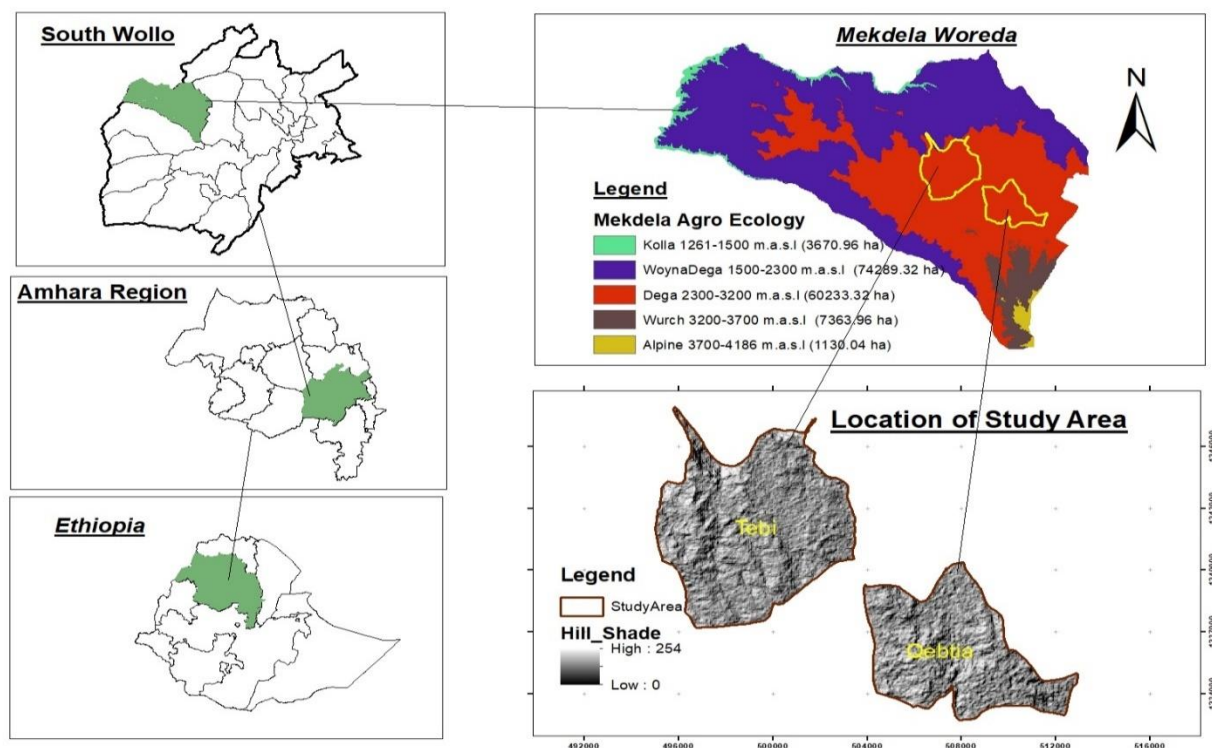 South Wollo
Amhara Region
Ethiopia
Mekdela Woreda
N
Legend
Mekdela Agro Ecology
Kolla 1261-1500 m.a.s.l (3670.96 ha)
WoynaDega 1500-2300 m.a.s.l (74289.32 ha)
Dega 2300-3200 m.a.s.l (60233.32 ha)
Wurch 3200-3700 m.a.s.l (7363.96 ha)
Alpine 3700-4186 m.a.s.l (1130.04 ha)
Location of Study Area
Tebi
Qebtia
Legend
StudyArea
Hill_Shade
High : 254
Low : 0
492000 496000 500000 504000 508000 512000 516000